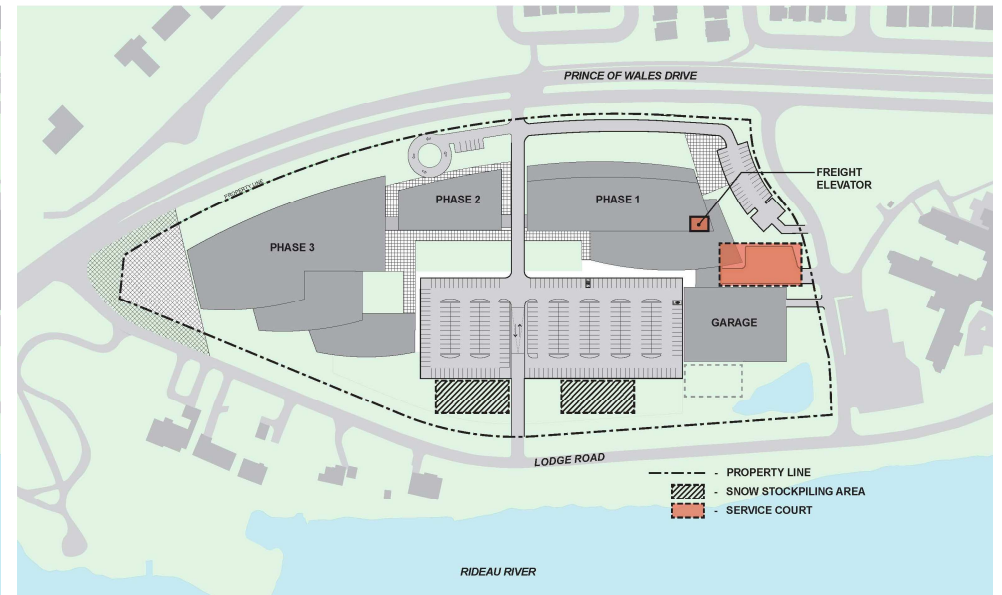 PRINCE OF WALES DRIVE
FREIGHT
ELEVATOR
PROPERTY LINE
PHASE 2
PHASE 1
PHASE 3
GARAGE
LODGE ROAD
- PROPERTY LINE
- SNOW STOCKPILING AREA
- SERVICE COURT
RIDEAU RIVER